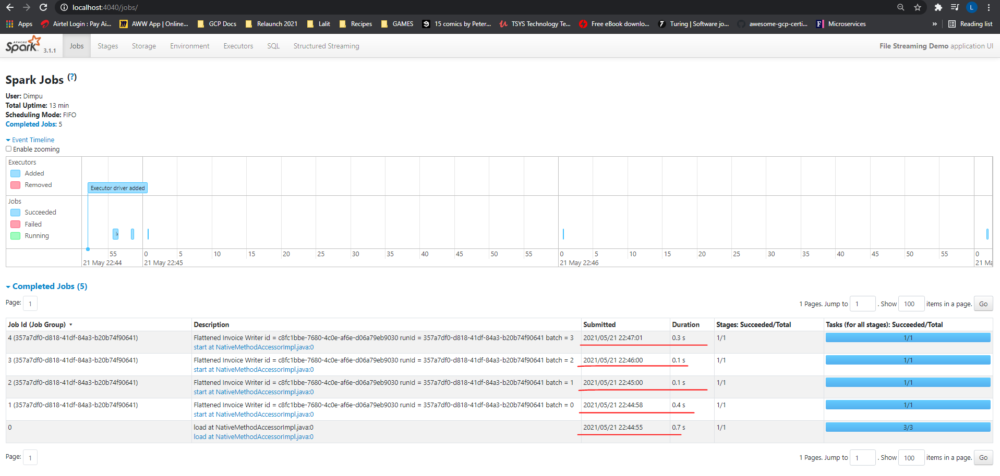 localhost:4040/jobs/
L
Apps Airtel Login : Pay Ai... AWW App | Online... GCP Docs Relaunch 2021 Lalit Recipes GAMES 15 comics by Peter... TSYS Technology Te... Free eBook downlo... Turing | Software jo... awesome-gcp-certi... Microservices » Reading list
APACHE Spark 3.1.1 Jobs Stages Storage Environment Executors SQL Structured Streaming File Streaming Demo application UI
Spark Jobs (?)
User: Dimpu
Total Uptime: 13 min
Scheduling Mode: FIFO
Completed Jobs: 5
Event Timeline
Enable zooming
Executors
Added
Removed
Executor driver added
Jobs
Succeeded
Failed
Running
55 0 5 10 15 20 25 30 35 40 45 50 55 0 5 10 15 20 25 30 35 40 45 50 55 0
21 May 22:44 21 May 22:45 21 May 22:46 21 Ma
Completed Jobs (5)
Page: 1 1 Pages. Jump to 1 . Show 100 items in a page. Go
Job Id (Job Group) Description Submitted Duration Stages: Succeeded/Total Tasks (for all stages): Succeeded/Total
4 (357a7df0-d818-41df-84a3-b20b74f90641) Flattened Invoice Writer id = c8fc1bbe-7680-4c0e-af6e-d06a79eb9030 runId = 357a7df0-d818-41df-84a3-b20b74f90641 batch = 3 2021/05/21 22:47:01 0.3 s 1/1 1/1
start at NativeMethodAccessorImpl.java:0
3 (357a7df0-d818-41df-84a3-b20b74f90641) Flattened Invoice Writer id = c8fc1bbe-7680-4c0e-af6e-d06a79eb9030 runId = 357a7df0-d818-41df-84a3-b20b74f90641 batch = 2 2021/05/21 22:46:00 0.1 s 1/1 1/1
start at NativeMethodAccessorImpl.java:0
2 (357a7df0-d818-41df-84a3-b20b74f90641) Flattened Invoice Writer id = c8fc1bbe-7680-4c0e-af6e-d06a79eb9030 runId = 357a7df0-d818-41df-84a3-b20b74f90641 batch = 1 2021/05/21 22:45:00 0.1 s 1/1 1/1
start at NativeMethodAccessorImpl.java:0
1 (357a7df0-d818-41df-84a3-b20b74f90641) Flattened Invoice Writer id = c8fc1bbe-7680-4c0e-af6e-d06a79eb9030 runId = 357a7df0-d818-41df-84a3-b20b74f90641 batch = 0 2021/05/21 22:44:58 0.4 s 1/1 1/1
start at NativeMethodAccessorImpl.java:0
0 load at NativeMethodAccessorImpl.java:0 2021/05/21 22:44:55 0.7 s 1/1 3/3
load at NativeMethodAccessorImpl.java:0
Page: 1 1 Pages. Jump to 1 . Show 100 items in a page. Go